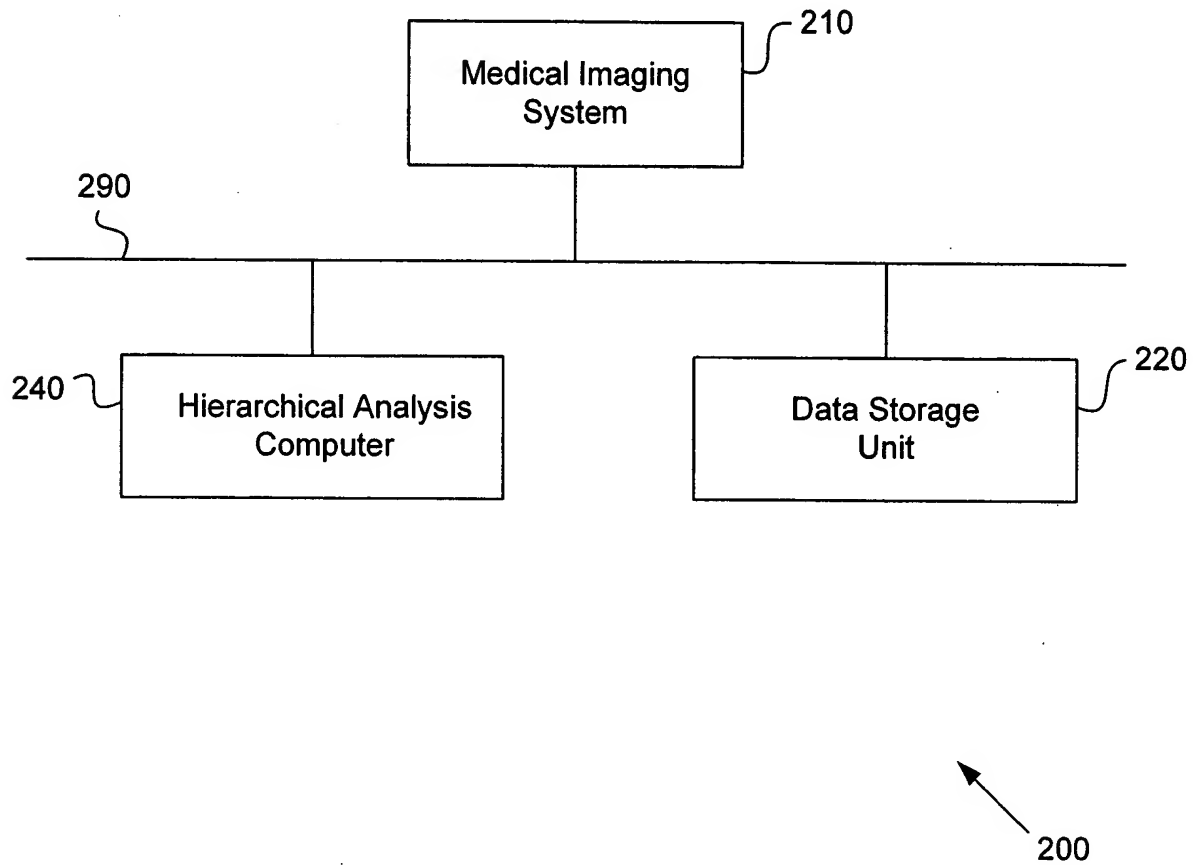 210
Medical Imaging
System
290
240
Hierarchical Analysis
Computer
220
Data Storage
Unit
200